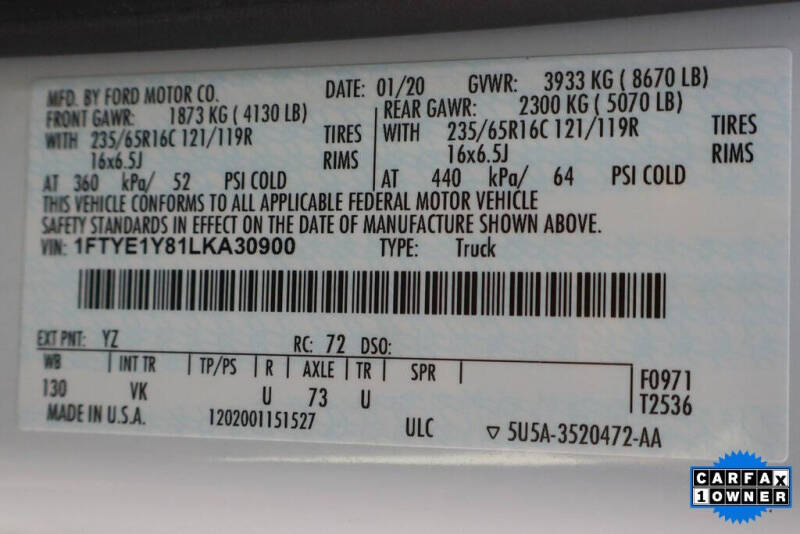 MFD. BY FORD MOTOR CO. DATE: 01/20 GVWR: 3933 KG ( 8670 LB)
FRONT GAWR: 1873 KG ( 4130 LB) REAR GAWR: 2300 KG ( 5070 LB)
WITH 235/65R16C 121/119R TIRES WITH 235/65R16C 121/119R TIRES
16x6.5J RIMS 16x6.5J RIMS
AT 360 kPa/ 52 PSI COLD AT 440 kPa/ 64 PSI COLD
THIS VEHICLE CONFORMS TO ALL APPLICABLE FEDERAL MOTOR VEHICLE
SAFETY STANDARDS IN EFFECT ON THE DATE OF MANUFACTURE SHOWN ABOVE.
VIN: 1FTYE1Y81LKA30900 TYPE: Truck
EXT PNT: YZ RC: 72 DSO:
WB INT TR TP/PS R AXLE TR SPR F0971
130 VK U 73 U T2536
MADE IN U.S.A. 1202001151527 ULC ▽ 5U5A-3520472-AA
CARFAX
1 OWNER